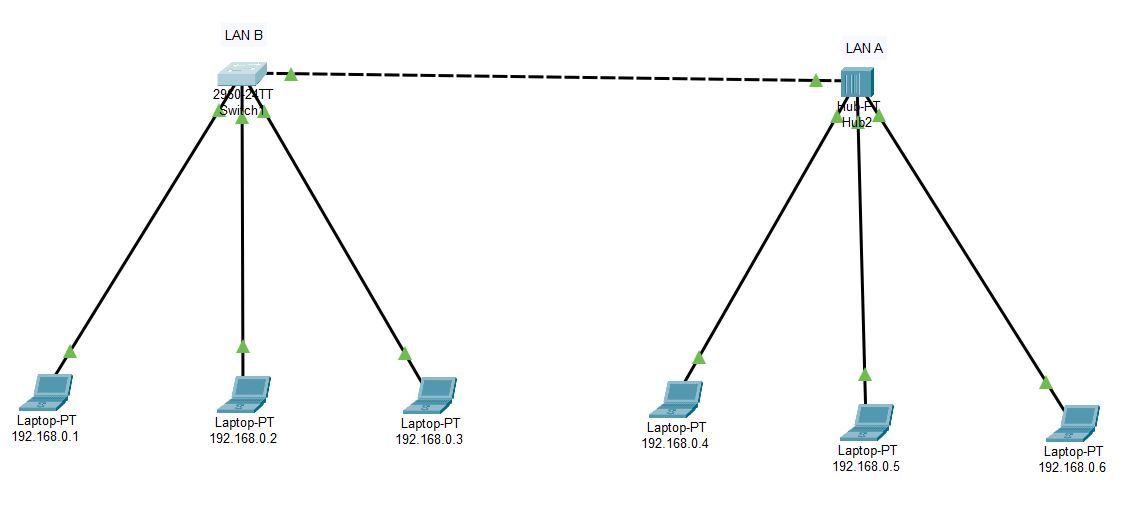 LAN B
LAN A
2960-24TT
Switch1
Hub-PT
Hub2
Laptop-PT
192.168.0.1
Laptop-PT
192.168.0.2
Laptop-PT
192.168.0.3
Laptop-PT
192.168.0.4
Laptop-PT
192.168.0.5
Laptop-PT
192.168.0.6